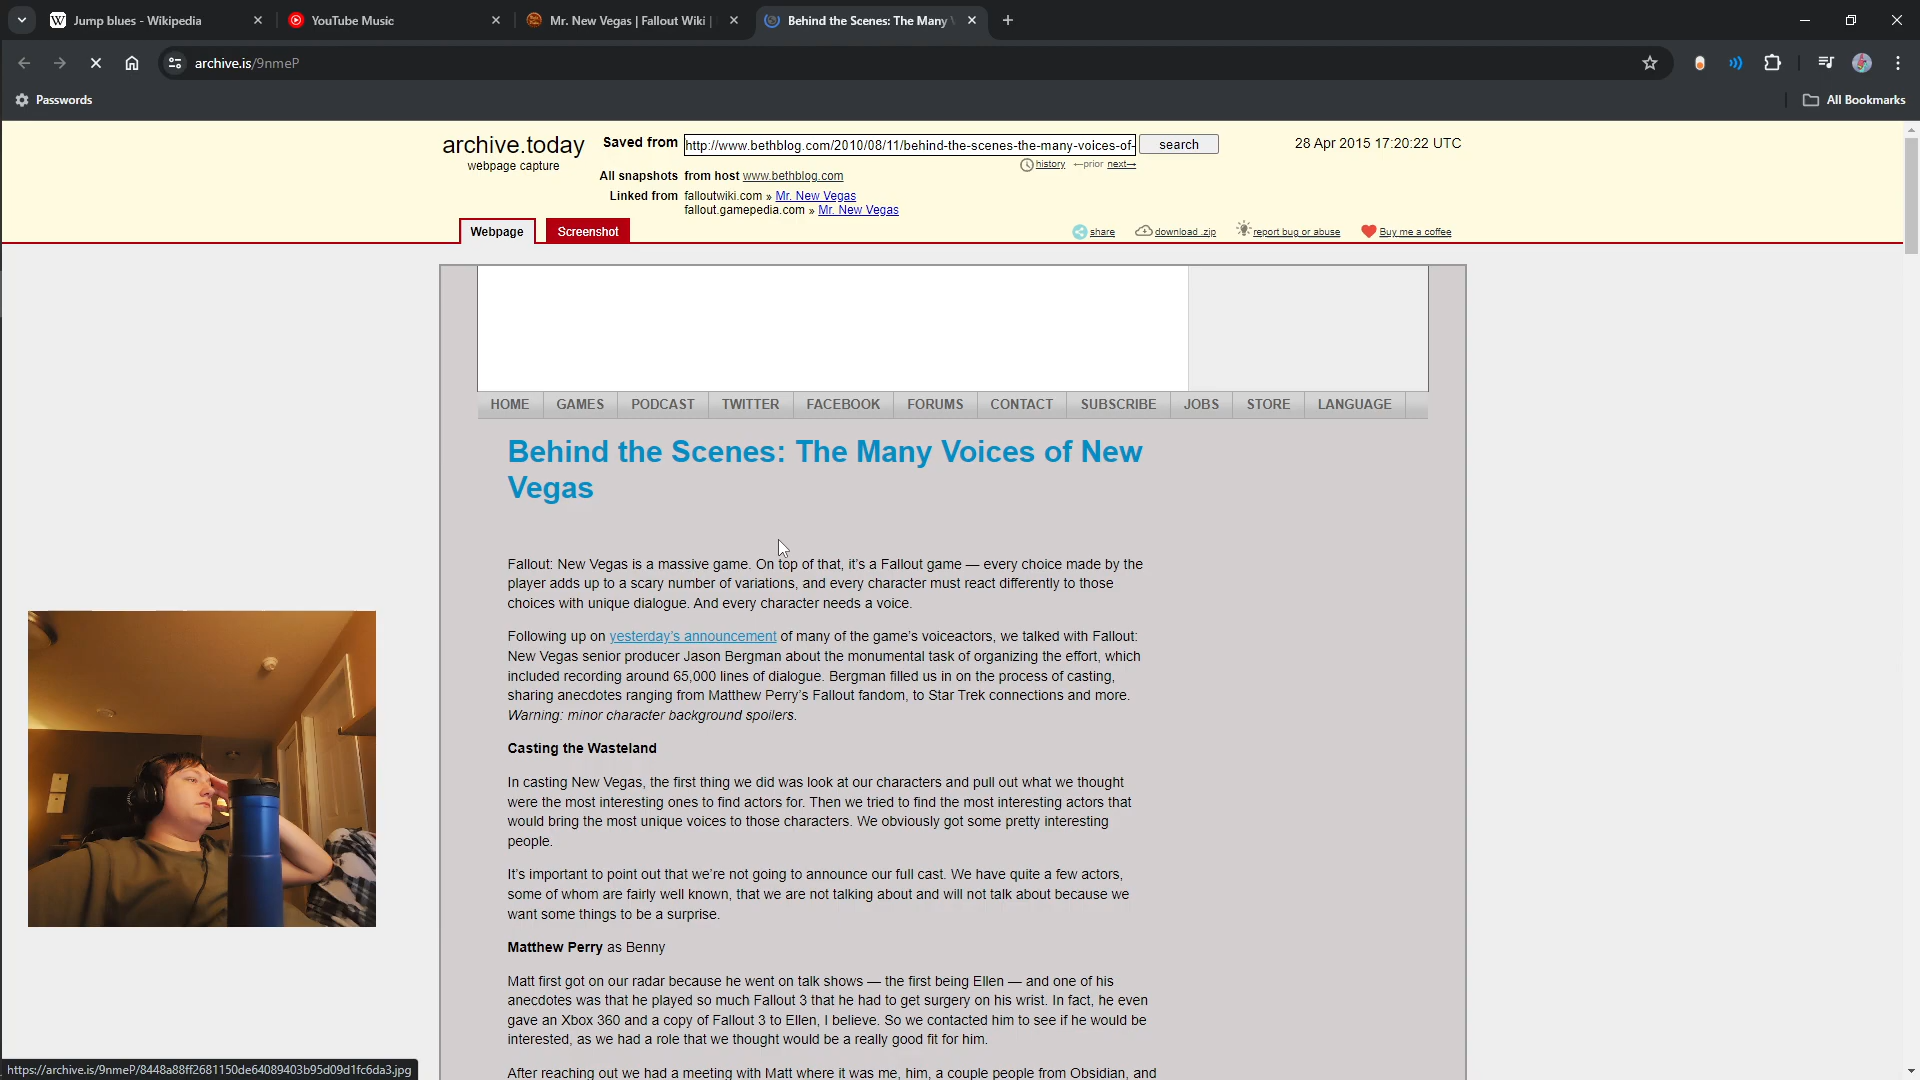 Jump blues - Wikipedia
YouTube Music
Mr. New Vegas | Fallout Wiki |
Behind the Scenes: The Many
archive.is/9nmeP
Passwords
All Bookmarks
archive.today
webpage capture
Saved from
http://www.bethblog.com/2010/08/11/behind-the-scenes-the-many-voices-of-
search
28 Apr 2015 17:20:22 UTC
history ←prior next→
All snapshots from host www.bethblog.com
Linked from falloutwiki.com » Mr. New Vegas
fallout.gamepedia.com » Mr. New Vegas
Webpage
Screenshot
share
download .zip
report bug or abuse
Buy me a coffee
HOME GAMES PODCAST TWITTER FACEBOOK FORUMS CONTACT SUBSCRIBE JOBS STORE LANGUAGE
Behind the Scenes: The Many Voices of New
Vegas
Fallout: New Vegas is a massive game. On top of that, it's a Fallout game — every choice made by the
player adds up to a scary number of variations, and every character must react differently to those
choices with unique dialogue. And every character needs a voice.
Following up on yesterday's announcement of many of the game's voiceactors, we talked with Fallout:
New Vegas senior producer Jason Bergman about the monumental task of organizing the effort, which
included recording around 65,000 lines of dialogue. Bergman filled us in on the process of casting,
sharing anecdotes ranging from Matthew Perry's Fallout fandom, to Star Trek connections and more.
Warning: minor character background spoilers.
Casting the Wasteland
In casting New Vegas, the first thing we did was look at our characters and pull out what we thought
were the most interesting ones to find actors for. Then we tried to find the most interesting actors that
would bring the most unique voices to those characters. We obviously got some pretty interesting
people.
It's important to point out that we're not going to announce our full cast. We have quite a few actors,
some of whom are fairly well known, that we are not talking about and will not talk about because we
want some things to be a surprise.
Matthew Perry as Benny
Matt first got on our radar because he went on talk shows — the first being Ellen — and one of his
anecdotes was that he played so much Fallout 3 that he had to get surgery on his wrist. In fact, he even
gave an Xbox 360 and a copy of Fallout 3 to Ellen, I believe. So we contacted him to see if he would be
interested, as we had a role that we thought would be a really good fit for him.
After reaching out we had a meeting with Matt where it was me, him, a couple people from Obsidian, and
https://archive.is/9nmeP/8448a88ff2681150de64089403b95d09d1fc6da3.jpg